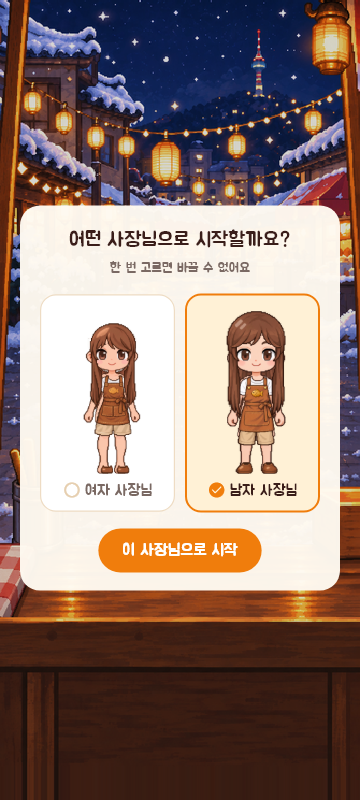 어떤 사장님으로 시작할까요?
한 번 고르면 바꿀 수 없어요
여자 사장님
남자 사장님
이 사장님으로 시작